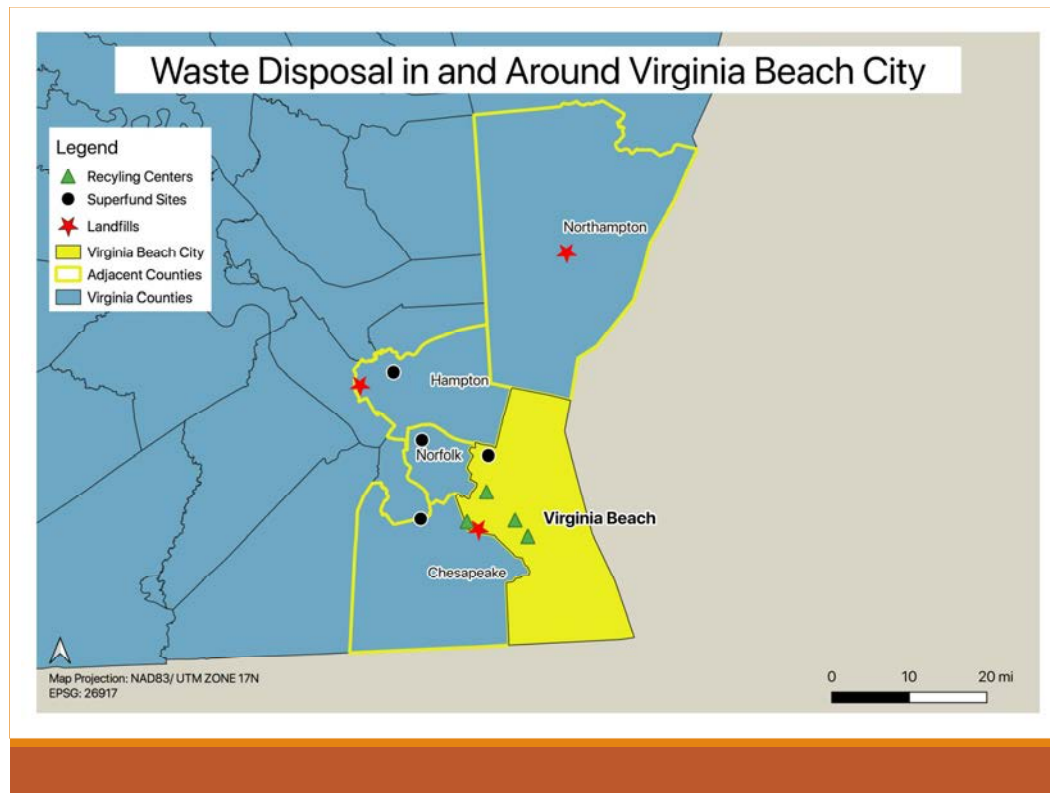 Waste Disposal in and Around Virginia Beach City
Legend
Recyling Centers
Superfund Sites
Landfills
Virginia Beach City
Adjacent Counties
Virginia Counties
Northampton
Hampton
Norfolk
Virginia Beach
Chesapeake
Map Projection: NAD83/ UTM ZONE 17N
EPSG: 26917
0 10 20 mi